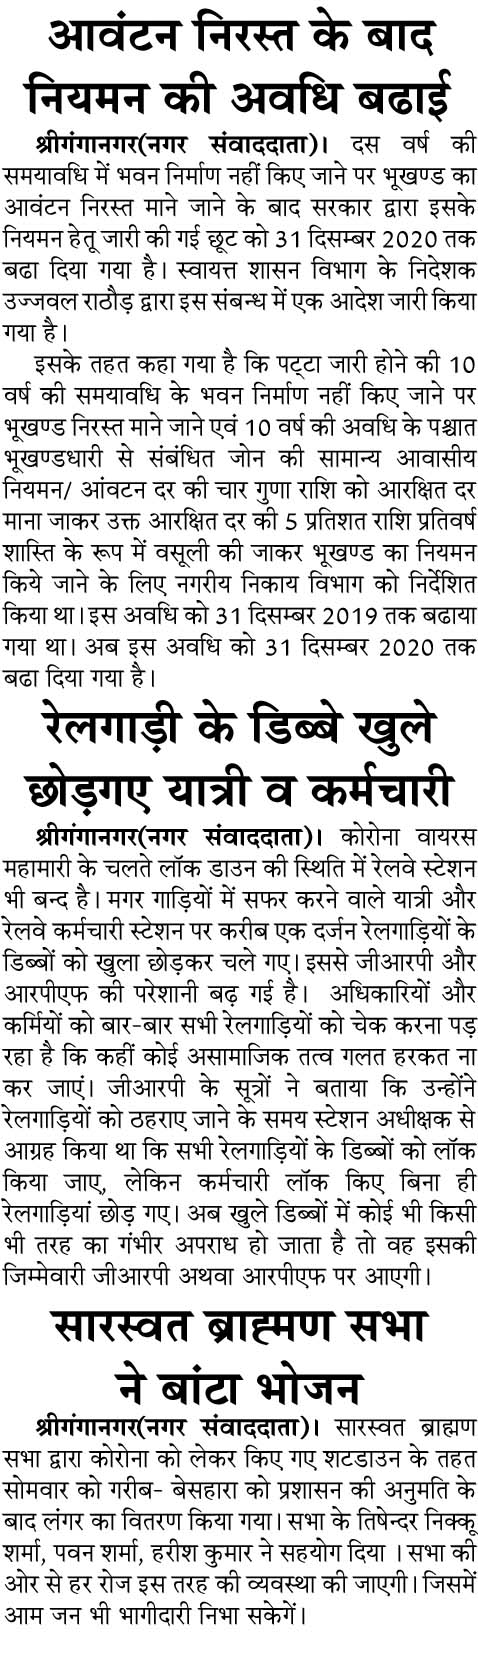 आवंटन निरस्त के बाद
नियमन की अवधि बढाई
श्रीगंगानगर(नगर संवाददाता)। दस वर्ष की
समयावधि में भवन निर्माण नहीं किए जाने पर भूखण्ड का
आवंटन निरस्त माने जाने के बाद सरकार द्वारा इसके
नियमन हेतू जारी की गई छूट को 31 दिसम्बर 2020 तक
बढा दिया गया है। स्वायत्त शासन विभाग के निदेशक
उज्जवल राठौड़ द्वारा इस संबन्ध में एक आदेश जारी किया
गया है।
इसके तहत कहा गया है कि पट्टा जारी होने की 10
वर्ष की समयावधि के भवन निर्माण नहीं किए जाने पर
भूखण्ड निरस्त माने जाने एवं 10 वर्ष की अवधि के पश्चात
भूखण्डधारी से संबंधित जोन की सामान्य आवासीय
नियमन/ आंवटन दर की चार गुणा राशि को आरक्षित दर
माना जाकर उक्त आरक्षित दर की 5 प्रतिशत राशि प्रतिवर्ष
शास्ति के रूप में वसूली की जाकर भूखण्ड का नियमन
किये जाने के लिए नगरीय निकाय विभाग को निर्देशित
किया था। इस अवधि को 31 दिसम्बर 2019 तक बढाया
गया था। अब इस अवधि को 31 दिसम्बर 2020 तक
बढा दिया गया है।
रेलगाड़ी के डिब्बे खुले
छोड़गए यात्री व कर्मचारी
श्रीगंगानगर(नगर संवाददाता)। कोरोना वायरस
महामारी के चलते लॉक डाउन की स्थिति में रेलवे स्टेशन
भी बन्द है। मगर गाड़ियों में सफर करने वाले यात्री और
रेलवे कर्मचारी स्टेशन पर करीब एक दर्जन रेलगाड़ियों के
डिब्बों को खुला छोड़कर चले गए। इससे जीआरपी और
आरपीएफ की परेशानी बढ़ गई है। अधिकारियों और
कर्मियों को बार-बार सभी रेलगाड़ियों को चेक करना पड़
रहा है कि कहीं कोई असामाजिक तत्व गलत हरकत ना
कर जाएं। जीआरपी के सूत्रों ने बताया कि उन्होंने
रेलगाड़ियों को ठहराए जाने के समय स्टेशन अधीक्षक से
आग्रह किया था कि सभी रेलगाड़ियों के डिब्बों को लॉक
किया जाए, लेकिन कर्मचारी लॉक किए बिना ही
रेलगाड़ियां छोड़ गए। अब खुले डिब्बों में कोई भी किसी
भी तरह का गंभीर अपराध हो जाता है तो वह इसकी
जिम्मेवारी जीआरपी अथवा आरपीएफ पर आएगी।
सारस्वत ब्राह्मण सभा
ने बांटा भोजन
श्रीगंगानगर(नगर संवाददाता)। सारस्वत ब्राह्मण
सभा द्वारा कोरोना को लेकर किए गए शटडाउन के तहत
सोमवार को गरीब- बेसहारा को प्रशासन की अनुमति के
बाद लंगर का वितरण किया गया। सभा के तिषेन्दर निक्कू
शर्मा, पवन शर्मा, हरीश कुमार ने सहयोग दिया । सभा की
ओर से हर रोज इस तरह की व्यवस्था की जाएगी। जिसमें
आम जन भी भागीदारी निभा सकेगें।